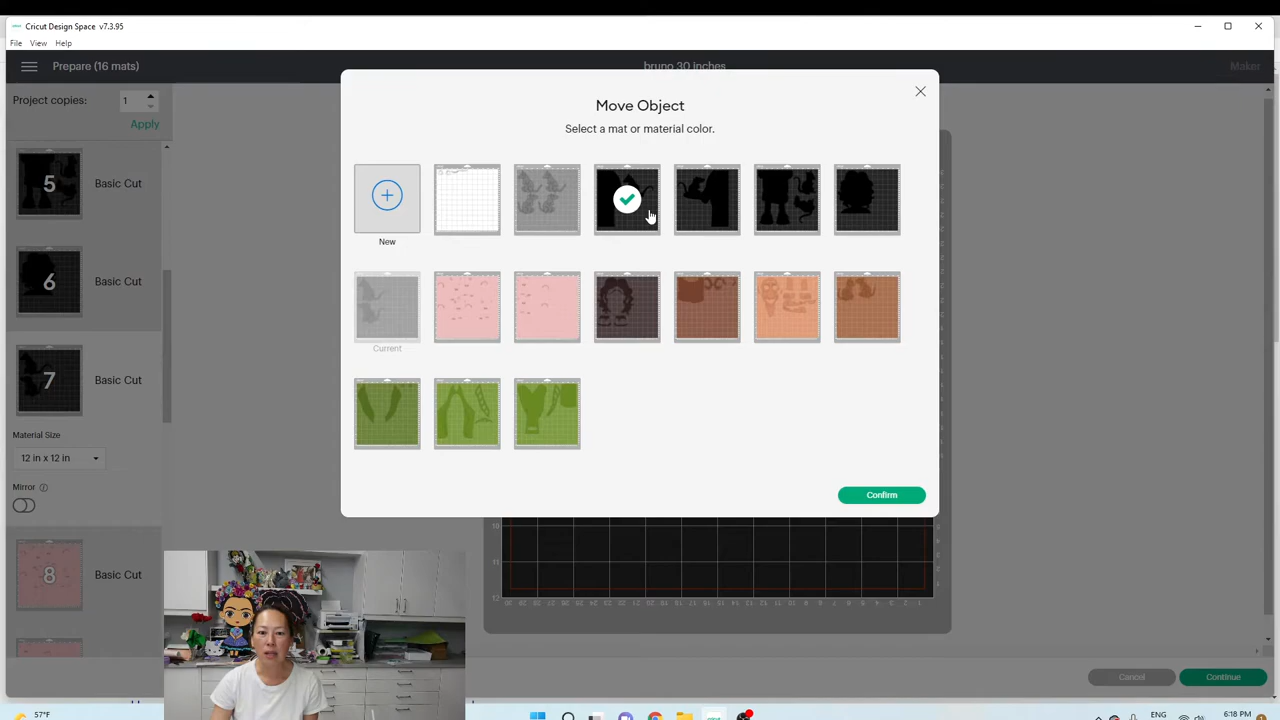 Cricut Design Space v7.3.95
File View Help
Prepare (16 mats)
bruno 30 inches
Maker
Project copies: 1
Apply
5 Basic Cut
6 Basic Cut
7 Basic Cut
Material Size
12 in x 12 in
Mirror
8 Basic Cut
Move Object
Select a mat or material color.
New
Current
Confirm
Cancel
Continue
57°F
ENG
6:18 PM